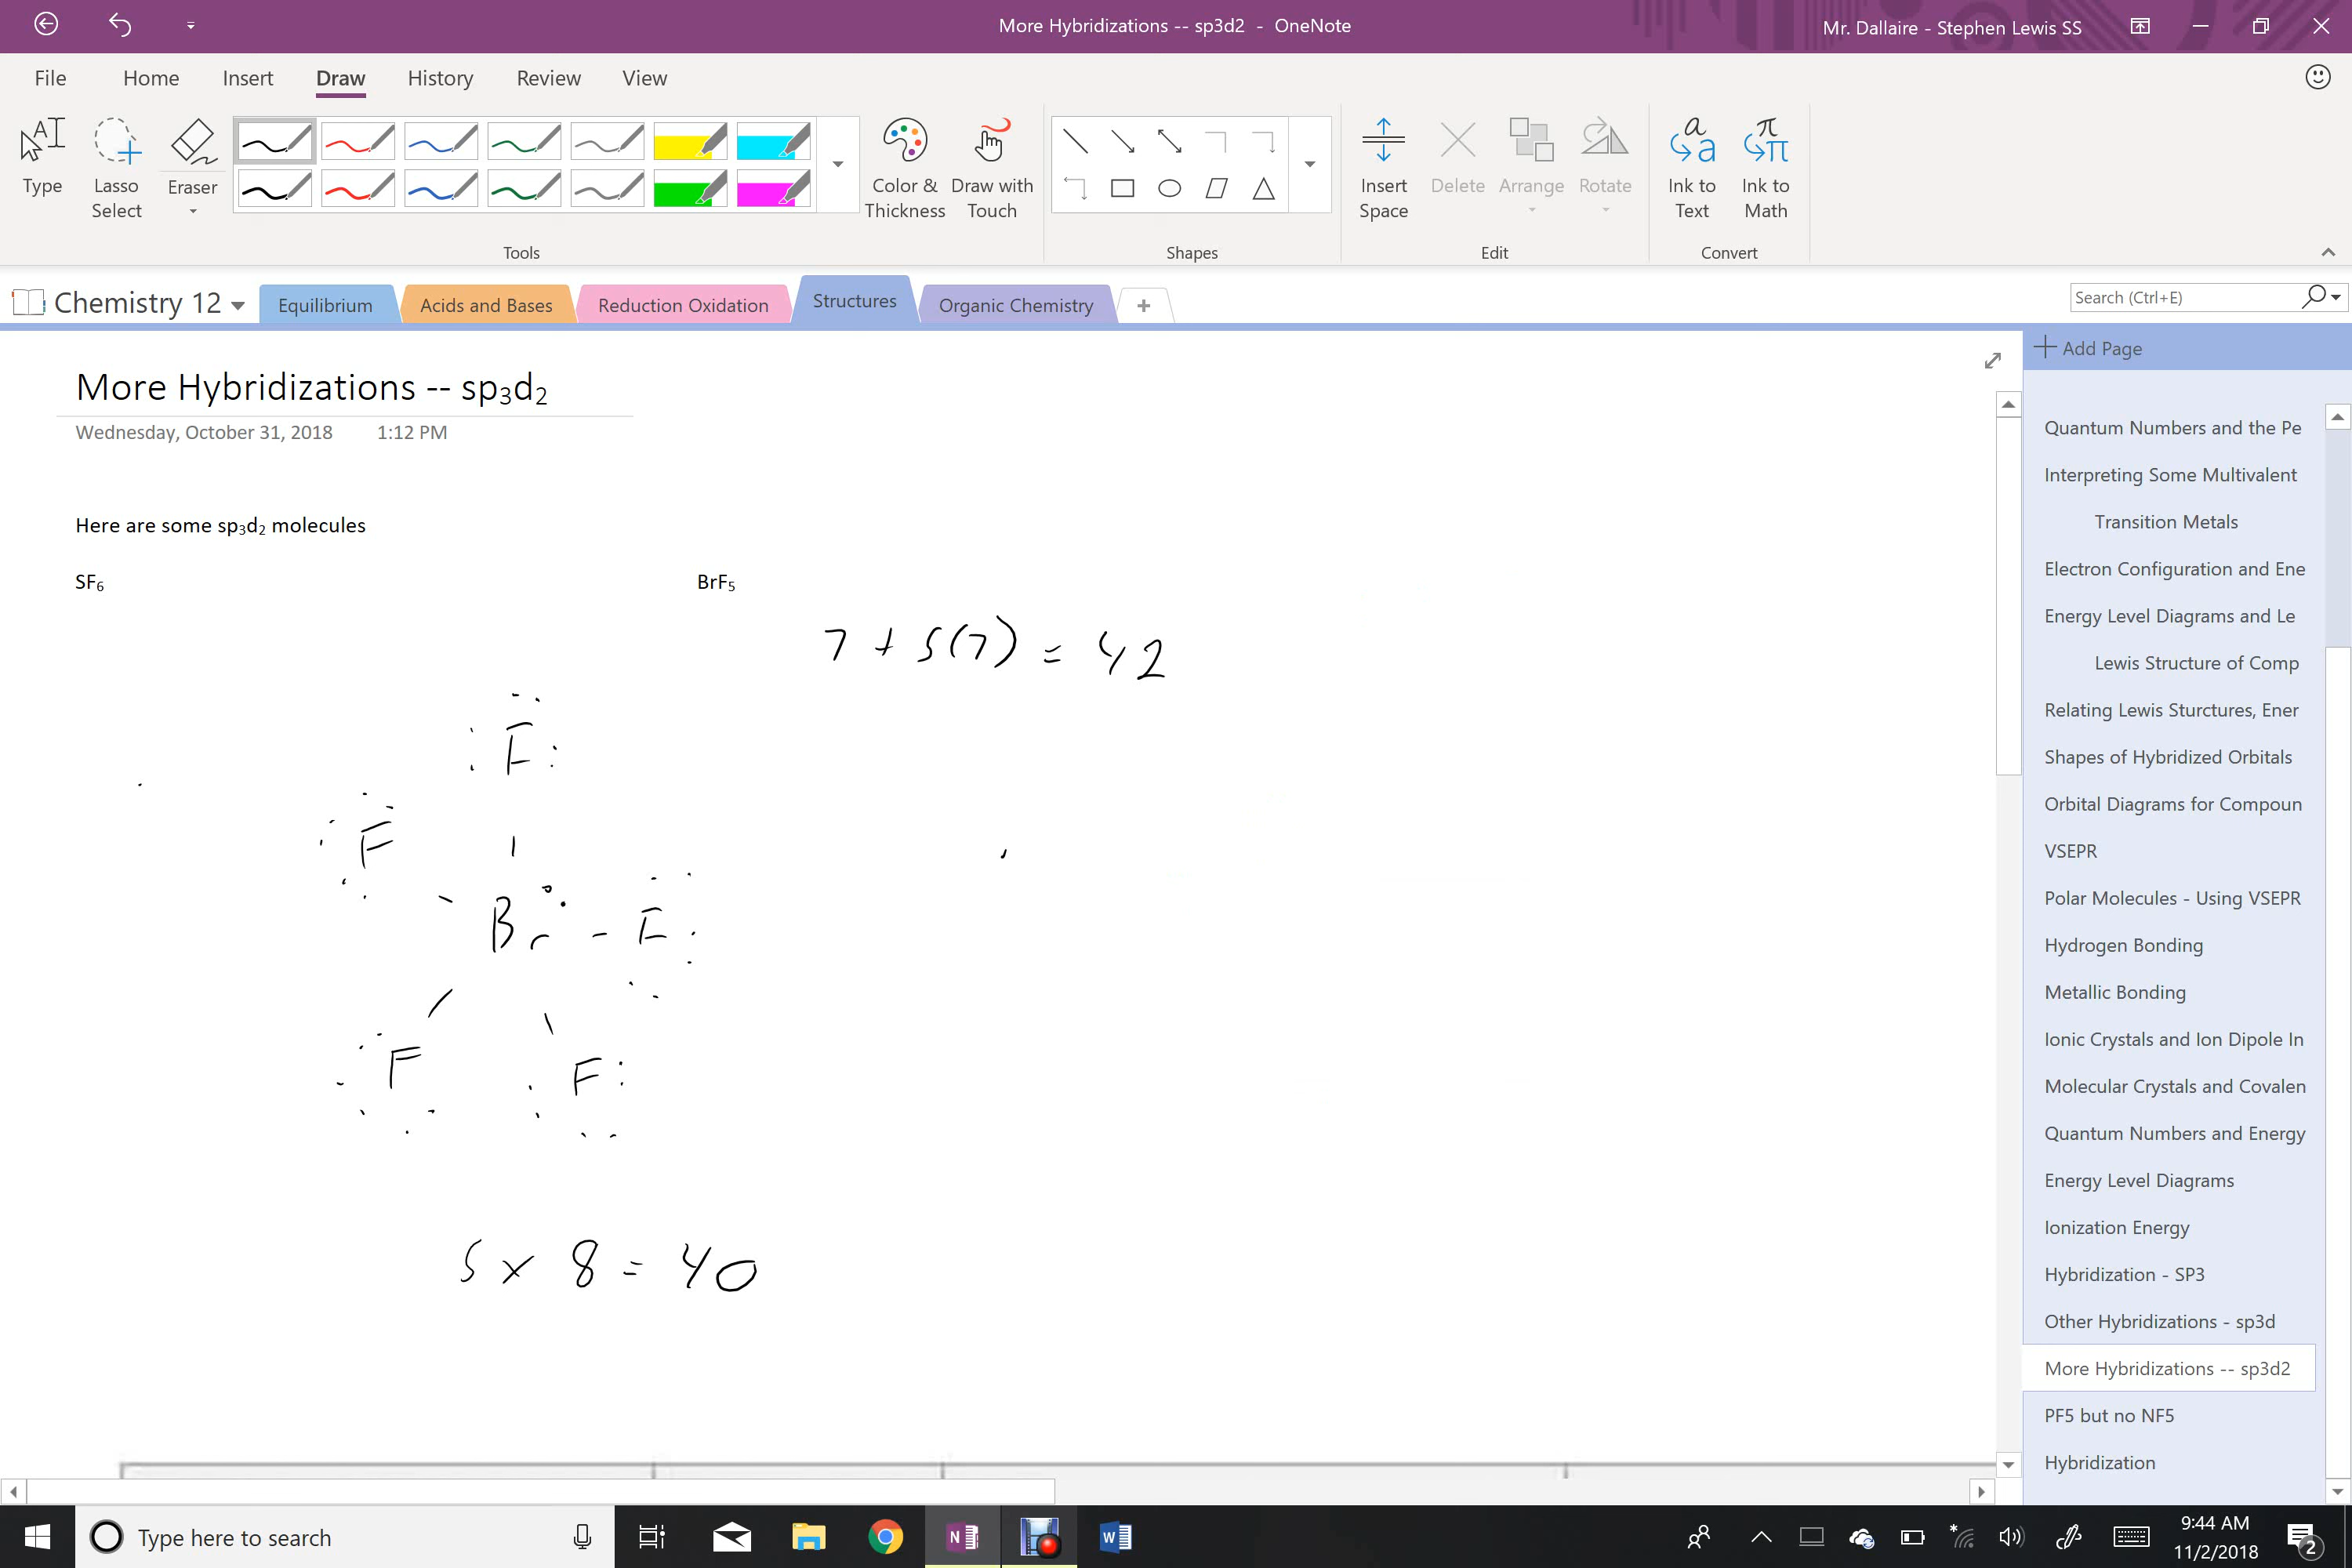 More Hybridizations -- sp3d2 - OneNote
Mr. Dallaire - Stephen Lewis SS
File Home Insert Draw History Review View
Type
Lasso Select
Eraser
Color & Thickness
Draw with Touch
Insert Space
Delete
Arrange
Rotate
Ink to Text
Ink to Math
Tools
Shapes
Edit
Convert
Chemistry 12
Equilibrium
Acids and Bases
Reduction Oxidation
Structures
Organic Chemistry
Search (Ctrl+E)
Add Page
More Hybridizations -- sp₃d₂
Wednesday, October 31, 2018 1:12 PM
Here are some sp₃d₂ molecules
SF₆
BrF₅
7 + 5(7) = 42
F
F
Br - F
F F
5 x 8 = 40
Quantum Numbers and the Pe
Interpreting Some Multivalent
Transition Metals
Electron Configuration and Ene
Energy Level Diagrams and Le
Lewis Structure of Comp
Relating Lewis Sturctures, Ener
Shapes of Hybridized Orbitals
Orbital Diagrams for Compoun
VSEPR
Polar Molecules - Using VSEPR
Hydrogen Bonding
Metallic Bonding
Ionic Crystals and Ion Dipole In
Molecular Crystals and Covalen
Quantum Numbers and Energy
Energy Level Diagrams
Ionization Energy
Hybridization - SP3
Other Hybridizations - sp3d
More Hybridizations -- sp3d2
PF5 but no NF5
Hybridization
Type here to search
9:44 AM
11/2/2018
2